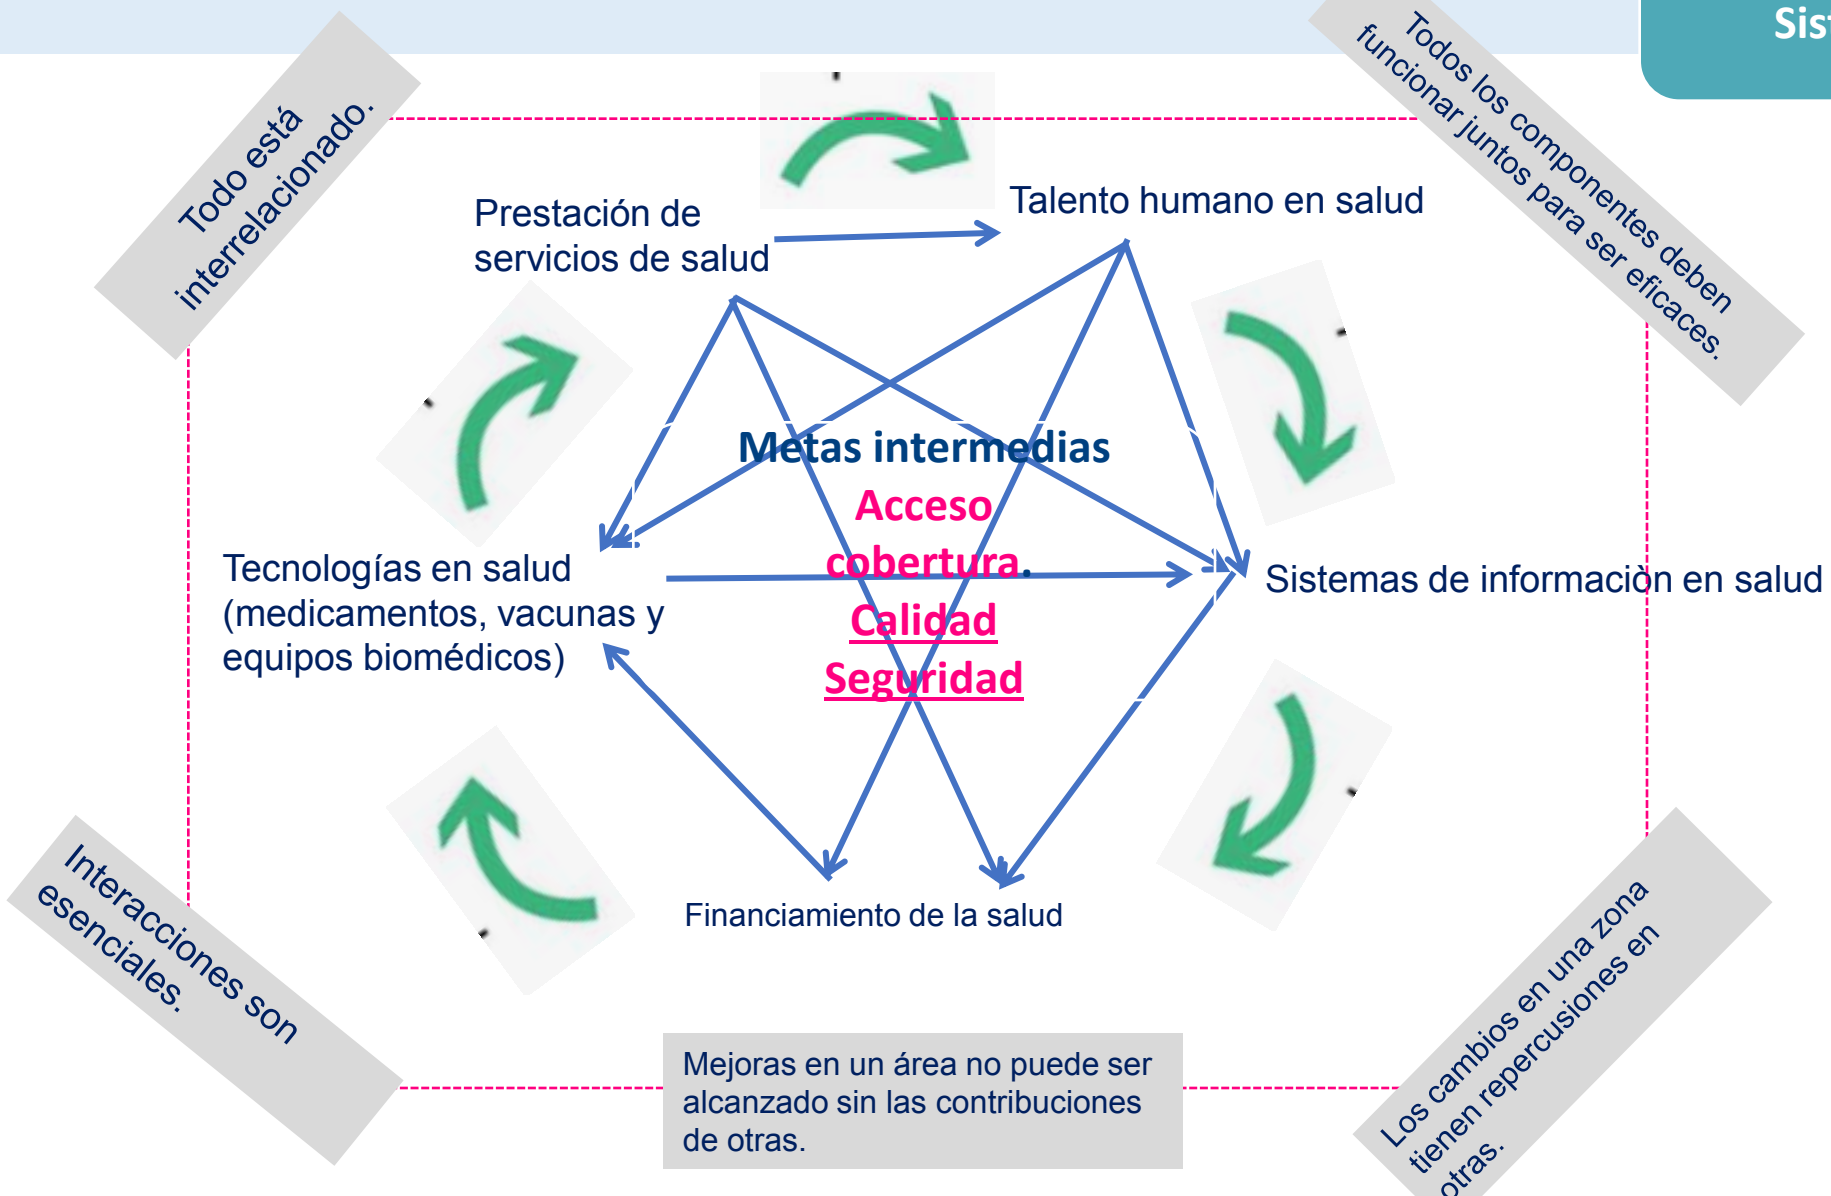 Sist
Todo está
interrelacionado.
Todos los componentes deben
funcionar juntos para ser eficaces.
Prestación de
servicios de salud
Talento humano en salud
Metas intermedias
Acceso
cobertura.
Calidad
Seguridad
Tecnologías en salud
(medicamentos, vacunas y
equipos biomédicos)
Sistemas de informaciòn en salud
Financiamiento de la salud
Interacciones son
esenciales.
Mejoras en un área no puede ser
alcanzado sin las contribuciones
de otras.
Los cambios en una zona
tienen repercusiones en
otras.